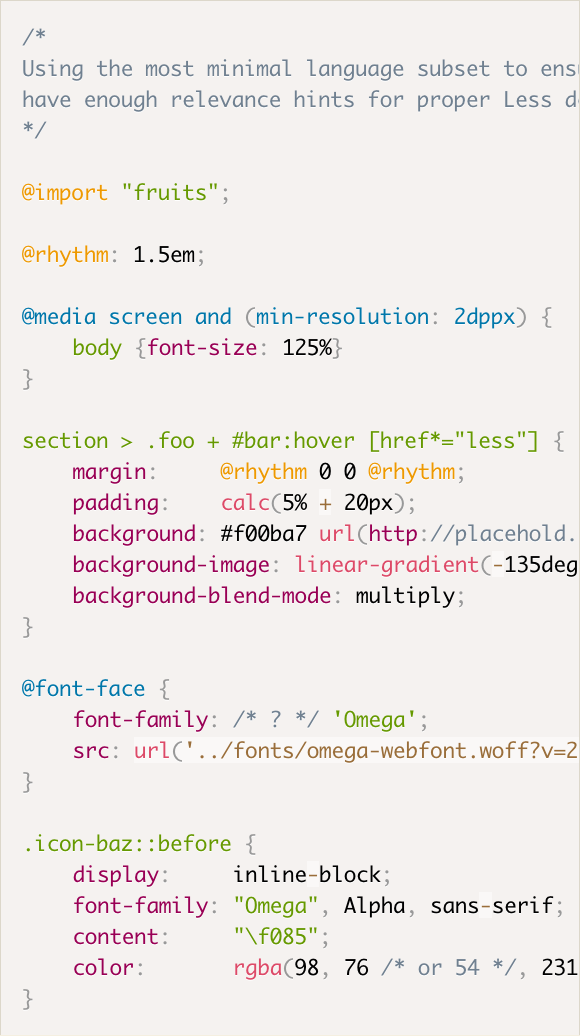 /*
Using the most minimal language subset to ensu
have enough relevance hints for proper Less d
*/
@import "fruits";
@rhythm: 1.5em;
@media screen and (min-resolution: 2dppx) {
    body {font-size: 125%}
}
section > .foo + #bar:hover [href*="less"] {
    margin:     @rhythm 0 0 @rhythm;
    padding:    calc(5% + 20px);
    background: #f00ba7 url(http://placehold.
    background-image: linear-gradient(-135deg
    background-blend-mode: multiply;
}
@font-face {
    font-family: /* ? */ 'Omega';
    src: url('../fonts/omega-webfont.woff?v=2
}
.icon-baz::before {
    display:     inline-block;
    font-family: "Omega", Alpha, sans-serif;
    content:     "\f085";
    color:       rgba(98, 76 /* or 54 */, 231
}